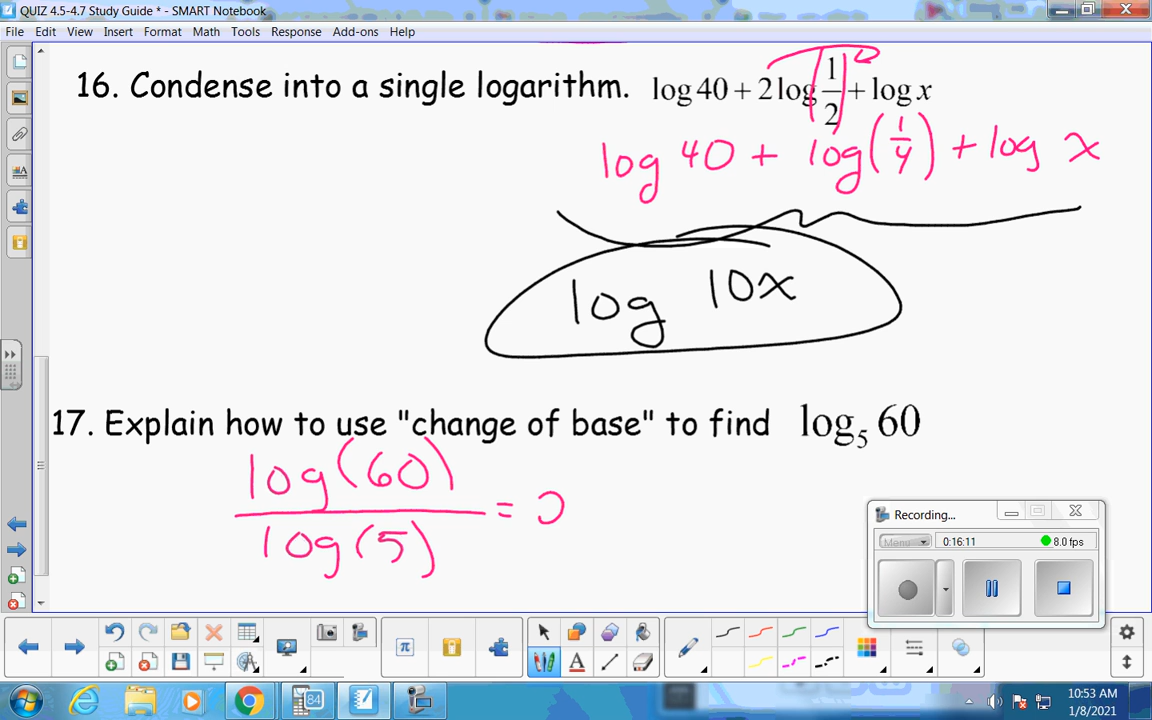 QUIZ 4.5-4.7 Study Guide * - SMART Notebook
File Edit View Insert Format Math Tools Response Add-ons Help
16. Condense into a single logarithm. log 40 + 2 log 1/2 + log x
log 40 + log(1/4) + log x
log 10x
17. Explain how to use "change of base" to find log₅ 60
log(60)
log(5)
=
Recording...
Menu 0:16:11 8.0 fps
π A
84
10:53 AM
1/8/2021